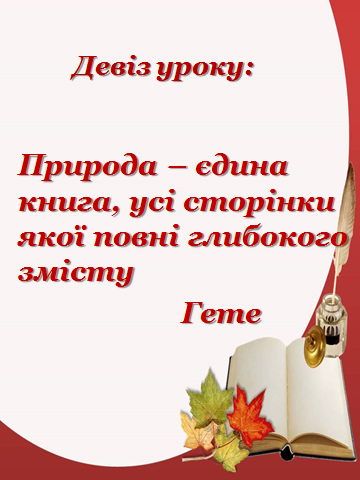 Девіз уроку:
Природа – єдина
книга, усі сторінки
якої повні глибокого
змісту
Гете